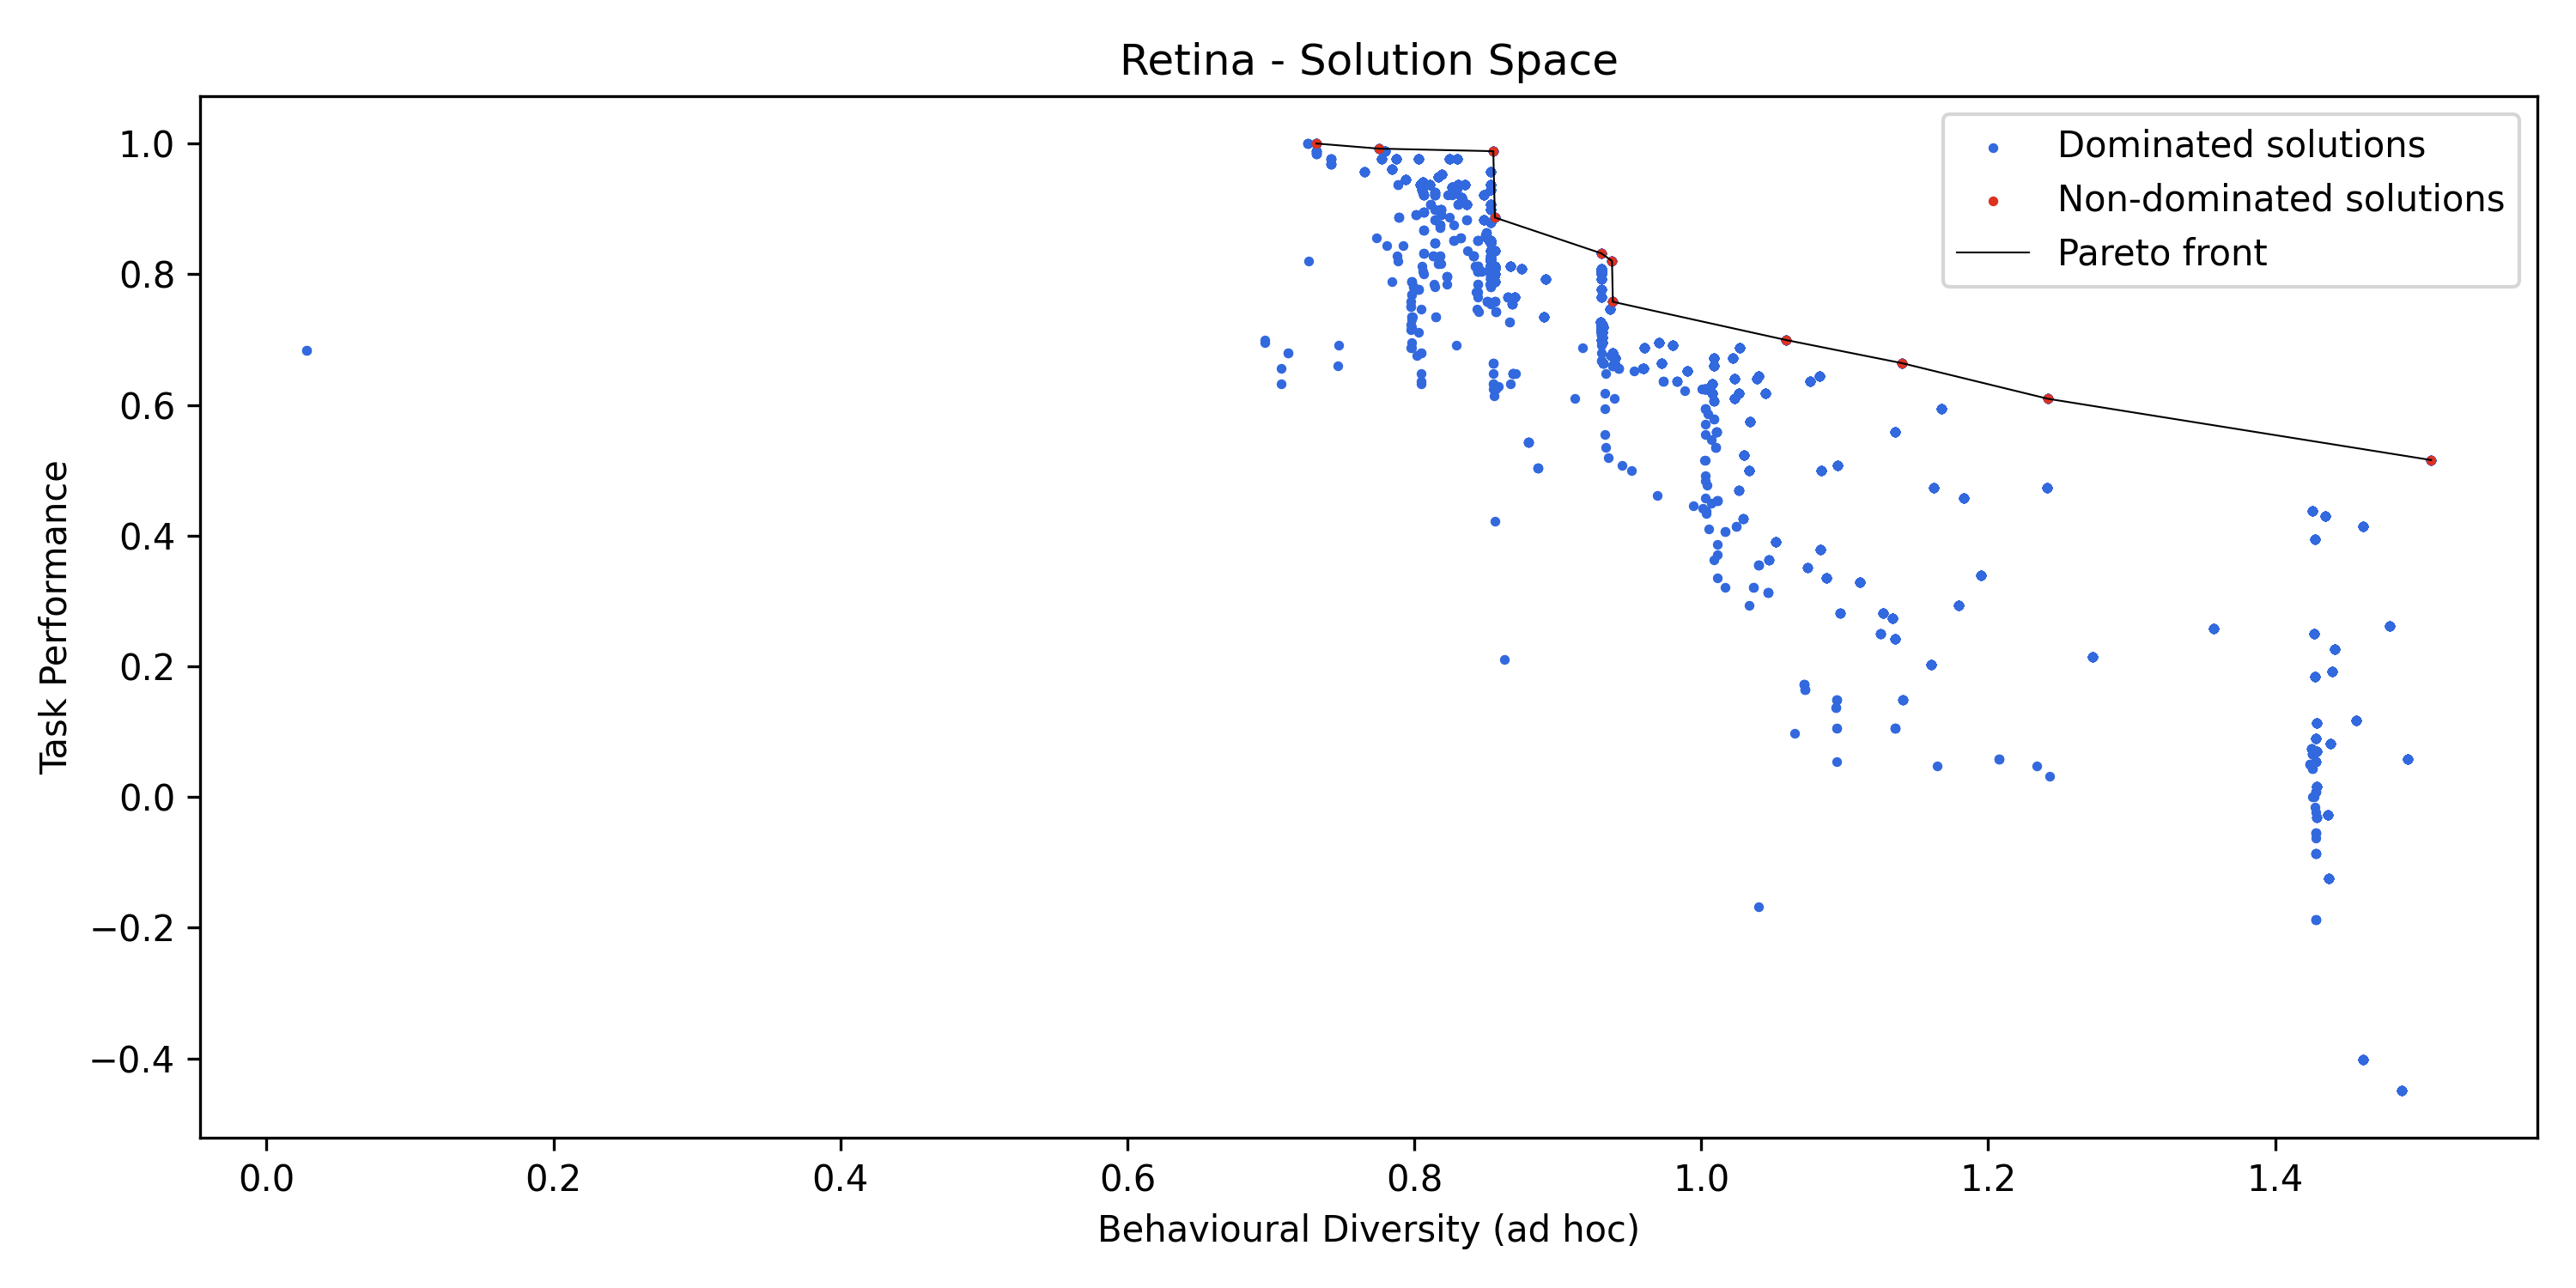 Retina - Solution Space
Dominated solutions
Non-dominated solutions
Pareto front
Task Performance
1.0
0.8
0.6
0.4
0.2
0.0
−0.2
−0.4
0.0 0.2 0.4 0.6 0.8 1.0 1.2 1.4
Behavioural Diversity (ad hoc)